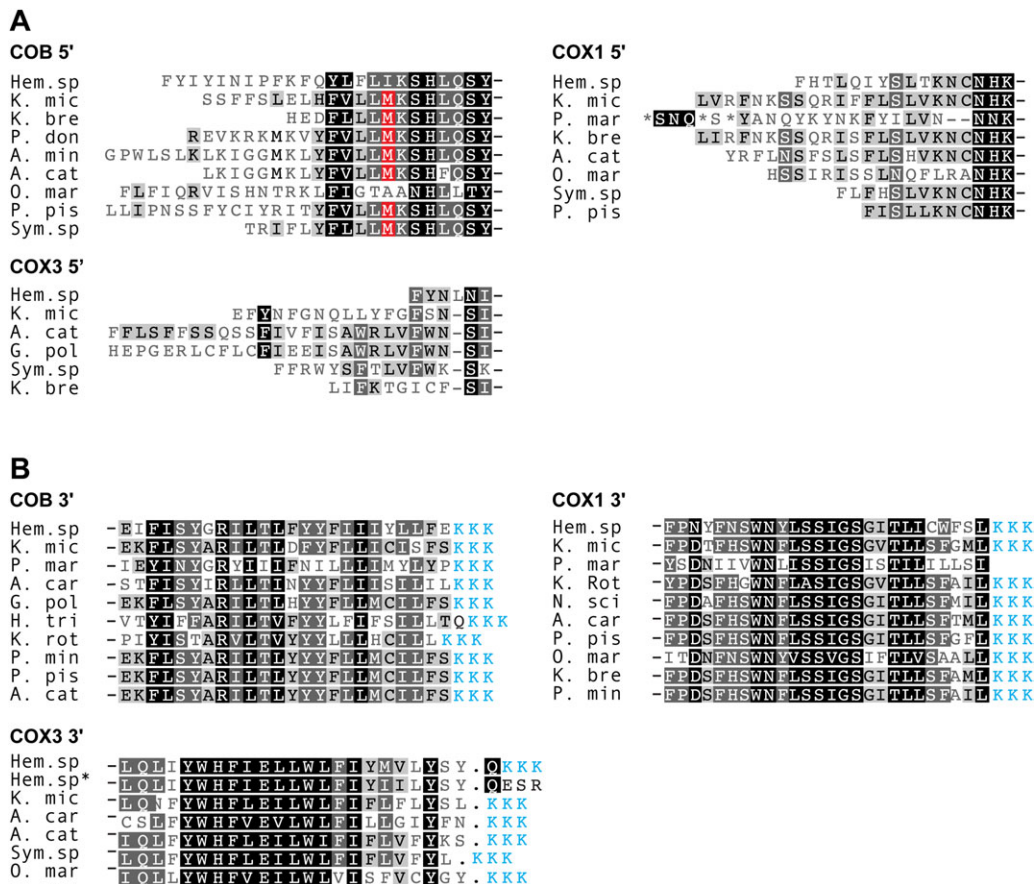 A
COB 5'
Hem.sp FYIYINIPFKFQYLFLIKSHLQSY-
K. mic SSFFSLELHFVLLMKSHLQSY-
K. bre HEDFVLLMKSHLQSY-
P. don REVKRKMKVYFVLLMKSHLQSY-
A. min GPWLSLKLKIGGMKLYFVLLMKSHLQSY-
A. cat LKIGGMKLYFVLLMKSHFQSY-
O. mar FLFIQRVISHNTRKLFIGTAANHLLTY-
P. pis LLIPNSSFYCIYRITYFVLLMKSHLQSY-
Sym.sp TRIFLYFLLLMKSHLQSY-
COX1 5'
Hem.sp FHTLQIYSLTKNCNHK-
K. mic LVRFNKSSQRIFFLSLVKNCNHK-
P. mar *SNQ*S*YANQYKYNKFYILVN--NNK-
K. bre LIRFNKSSQRISFLSLVKNCNHK-
A. cat YRFLNSFSLSFLSHVKNCNHK-
O. mar HSSIRISSLNQFLRANHK-
Sym.sp FLFHSLVKNCNHK-
P. pis FISLLKNCNHK-
COX3 5’
Hem.sp FYNLNI-
K. mic EFYNFGNQLLYFGFSN-SI-
A. cat FFLSFFSSQSSFIVFISAWRLVFWN-SI-
G. pol HEPGERLCFLCFIEEISAWRLVFWN-SI-
Sym.sp FFRWYSFTLVFWK-SK-
K. bre LIFKTGICF-SI-
B
COB 3'
Hem.sp -EIFISYGRILTLFYYFIIIYLLFEKKK
K. mic -EKFLSYARILTLDFYFLLICISFSKKK
P. mar -IEYINYGRYIIIFNILLLIMYLYPKKK
A. car -STFISYIRLLTINYYFLIISILILKKK
G. pol -EKFLSYARILTLHYYFLLMCILFSKKK
H. tri -VTYIFFARILTVFYYLFIFSILLTQKKK
K. rot -PIYISTARVLTVYYYLLLHCILLKKK
P. min -EKFLSYARILTLYYYFLLMCILFSKKK
P. pis -EKFLSYARILTLYYYFLLMCILFSKKK
A. cat -EKFLSYARILTLYYYFLLMCILFSKKK
COX1 3'
Hem.sp -FPNYFNSWNYLSSIGSGITLICWFSLKKK
K. mic -FPDTFHSWNFLSSIGSGVTLLSFGMLKKK
P. mar -YSDNIIVWNLISSIGSISTILILLSI
K. Rot -YPDSFHGWNFLASIGSGVTLLSFAILKKK
N. sci -FPDAFHSWNFLSSIGSGITLLSFMILKKK
A. car -FPDSFHSWNFLSSIGSGITLLSFTMLKKK
P. pis -FPDSFHSWNFLSSIGSGITLLSFGFLKKK
O. mar -ITDNFNSWNYVSSVGSIFTLVSAALLKKK
K. bre -FPDSFHSWNFLSSIGSGITLLSFAMLKKK
P. min -FPDSFHSWNFLSSIGSGITLLSFAILKKK
COX3 3'
Hem.sp -LQLIYWHFIELLWLFIYMVLYSY.QKKK
Hem.sp* -LQLIYWHFIELLWLFIYIILYSY.QESR
K. mic -LQNFYWHFLEILWLFIFLFLYSL.KKK
A. car -CSLFYWHFVEVLWLFILLGIYFN.KKK
A. cat -IQLFYWHFLEILWIFIFLVFYKS.KKK
Sym.sp -LQLFYWHFLEILWLFIFLVFYL.KKK
O. mar -IQLLYWHFLEILWLVISFVCYGY.KKK